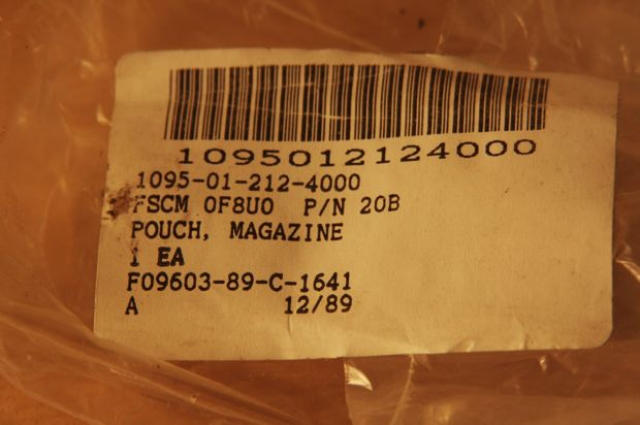 1095012124000
1095-01-212-4000
FSCM 0F8U0 P/N 20B
POUCH, MAGAZINE
1 EA
F09603-89-C-1641
A 12/89